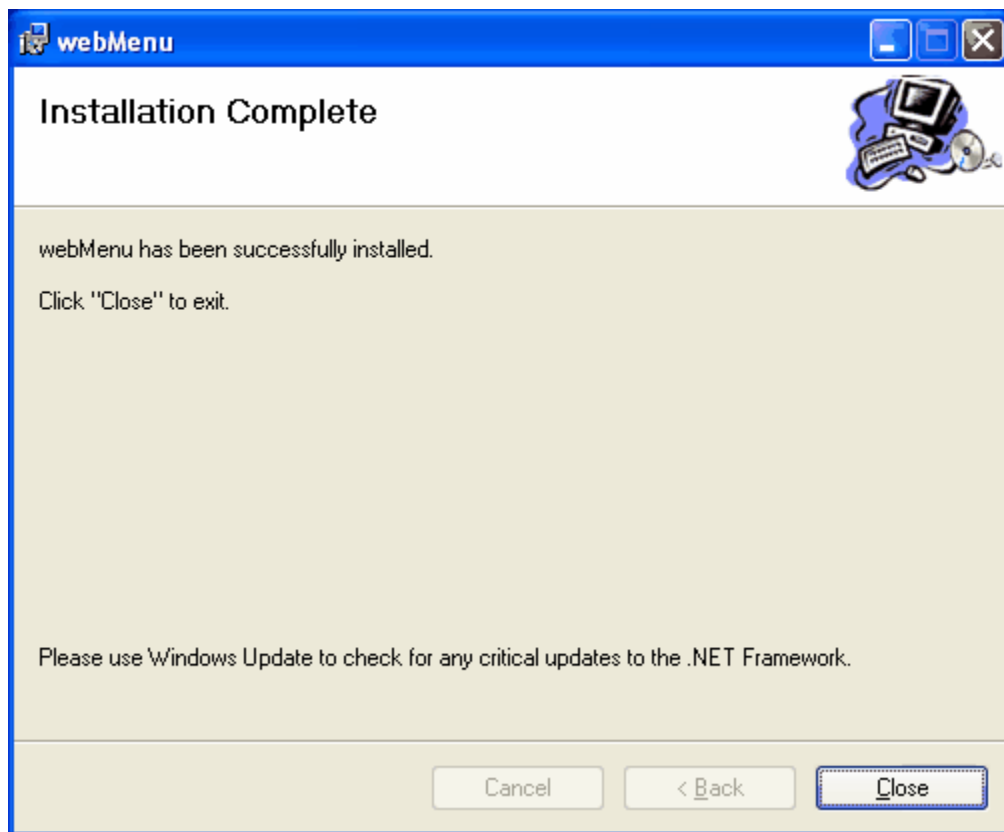 webMenu
Installation Complete
webMenu has been successfully installed.
Click "Close" to exit.
Please use Windows Update to check for any critical updates to the .NET Framework.
Cancel
< Back
Close